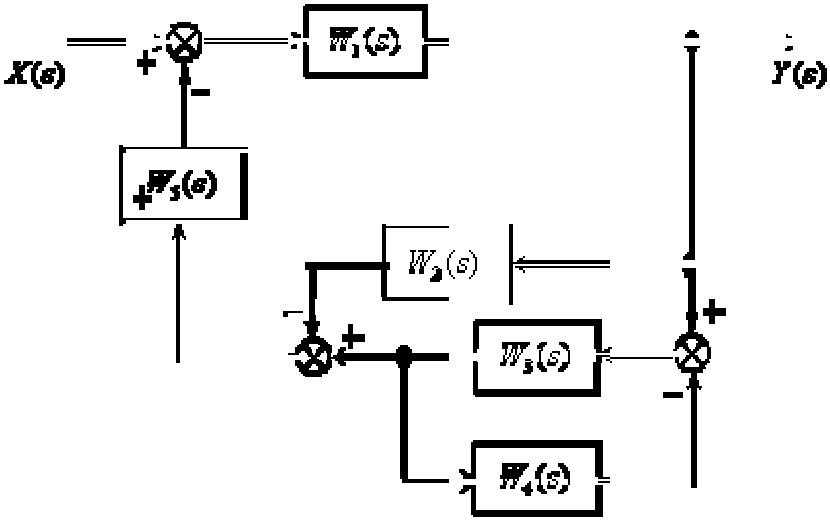 +
X(s)
W₁(s)
Y(s)
−
+W₅(s)
W₂(s)
−
+
+
W₃(s)
−
W₄(s)